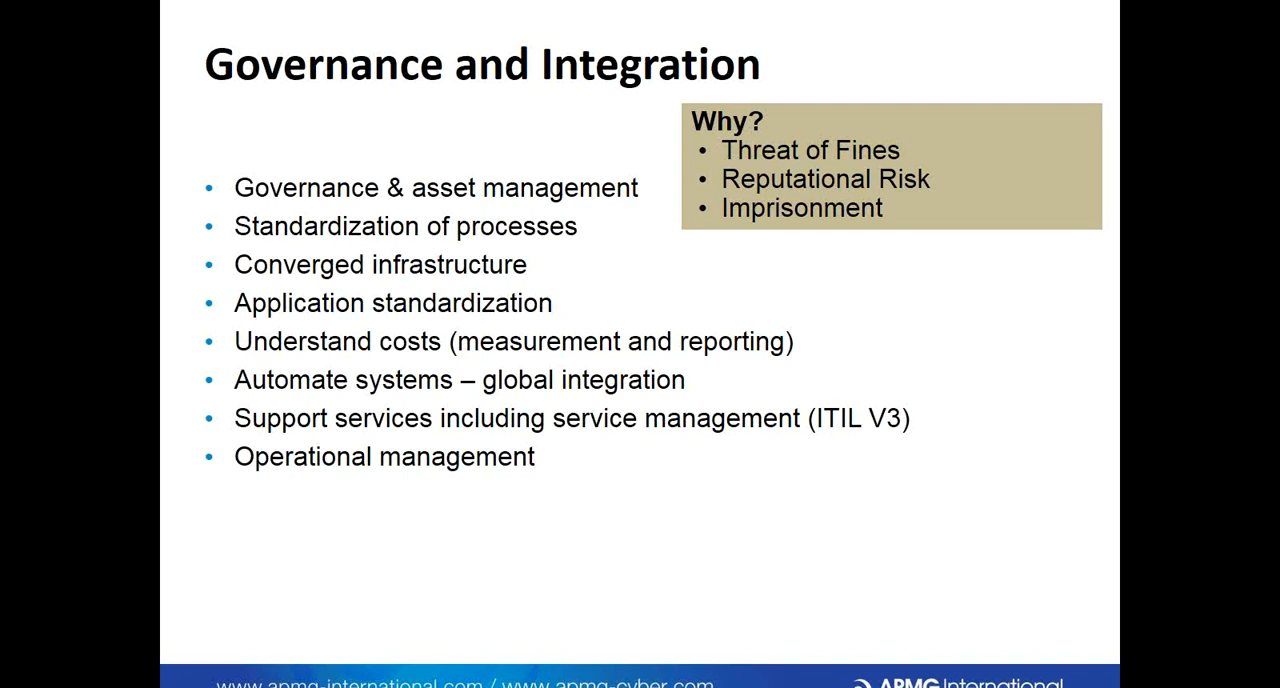 Governance and Integration
Why?
• Threat of Fines
• Reputational Risk
• Imprisonment
• Governance & asset management
• Standardization of processes
• Converged infrastructure
• Application standardization
• Understand costs (measurement and reporting)
• Automate systems – global integration
• Support services including service management (ITIL V3)
• Operational management
www.apmg-international.com / www.apmg-cyber.com
APMG International